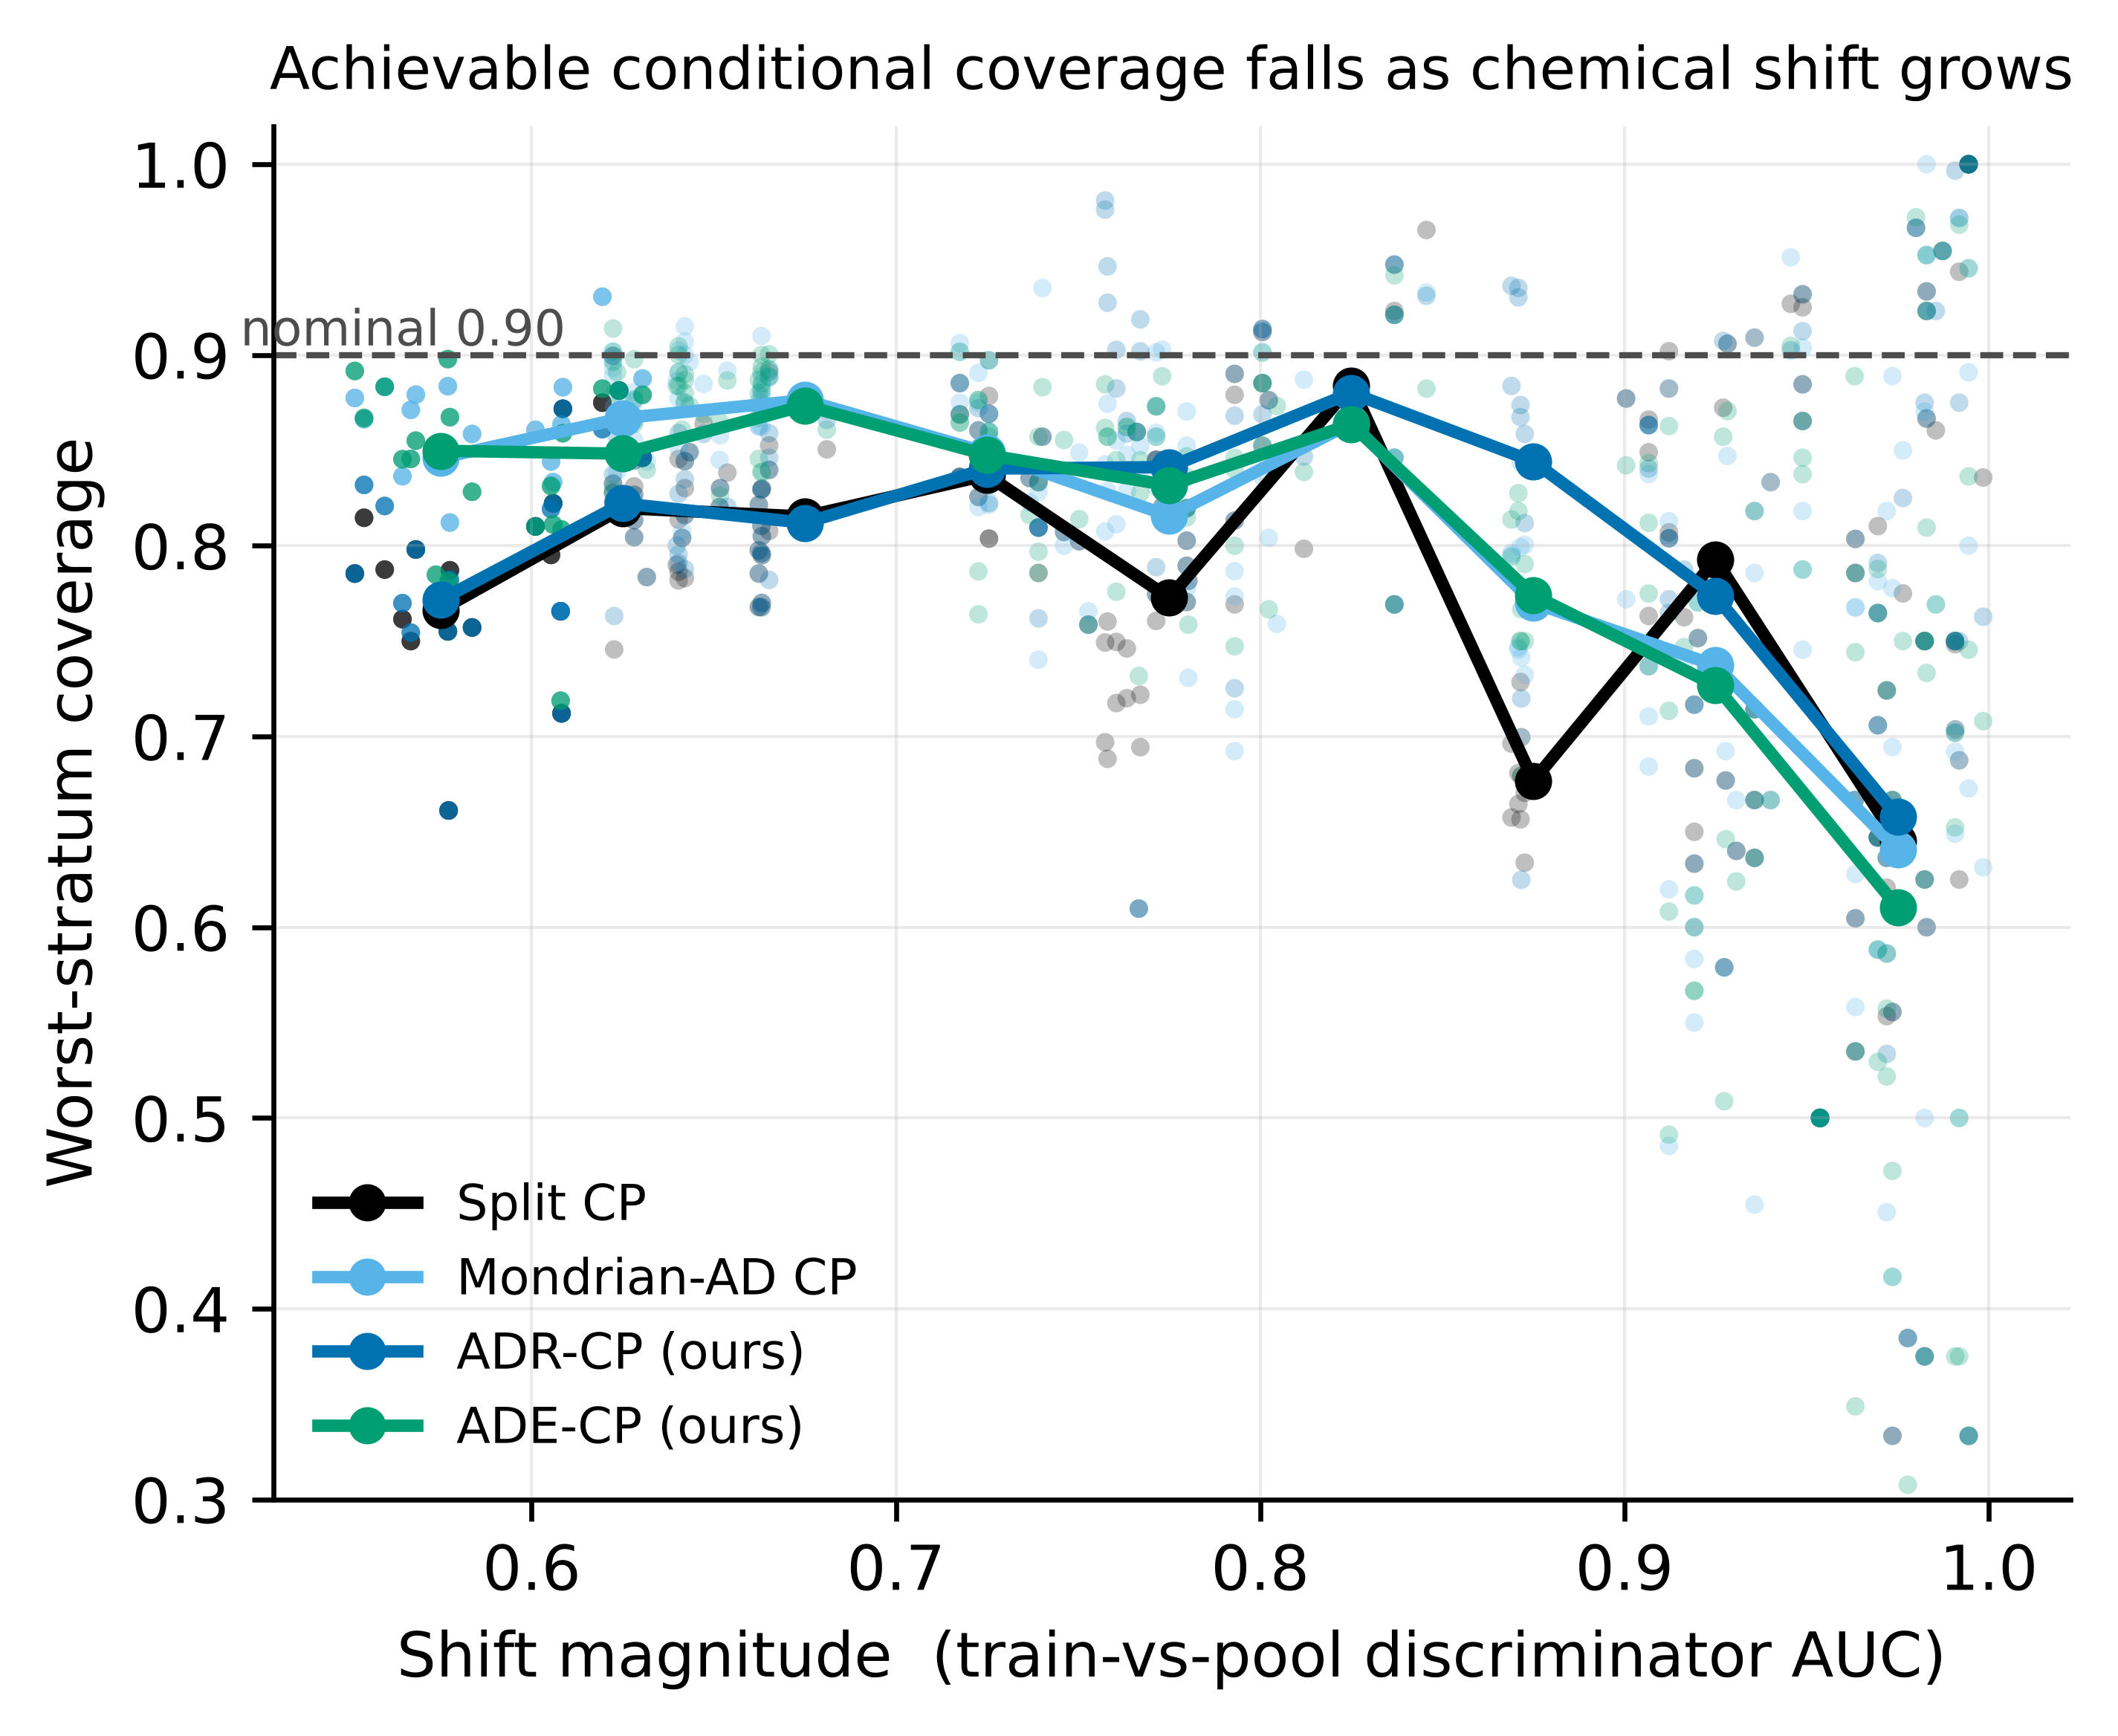 Achievable conditional coverage falls as chemical shift grows
1.0
nominal 0.90
0.9
0.8
0.7
0.6
0.5
0.4
0.3
Worst-stratum coverage
Split CP
Mondrian-AD CP
ADR-CP (ours)
ADE-CP (ours)
0.6 0.7 0.8 0.9 1.0
Shift magnitude (train-vs-pool discriminator AUC)